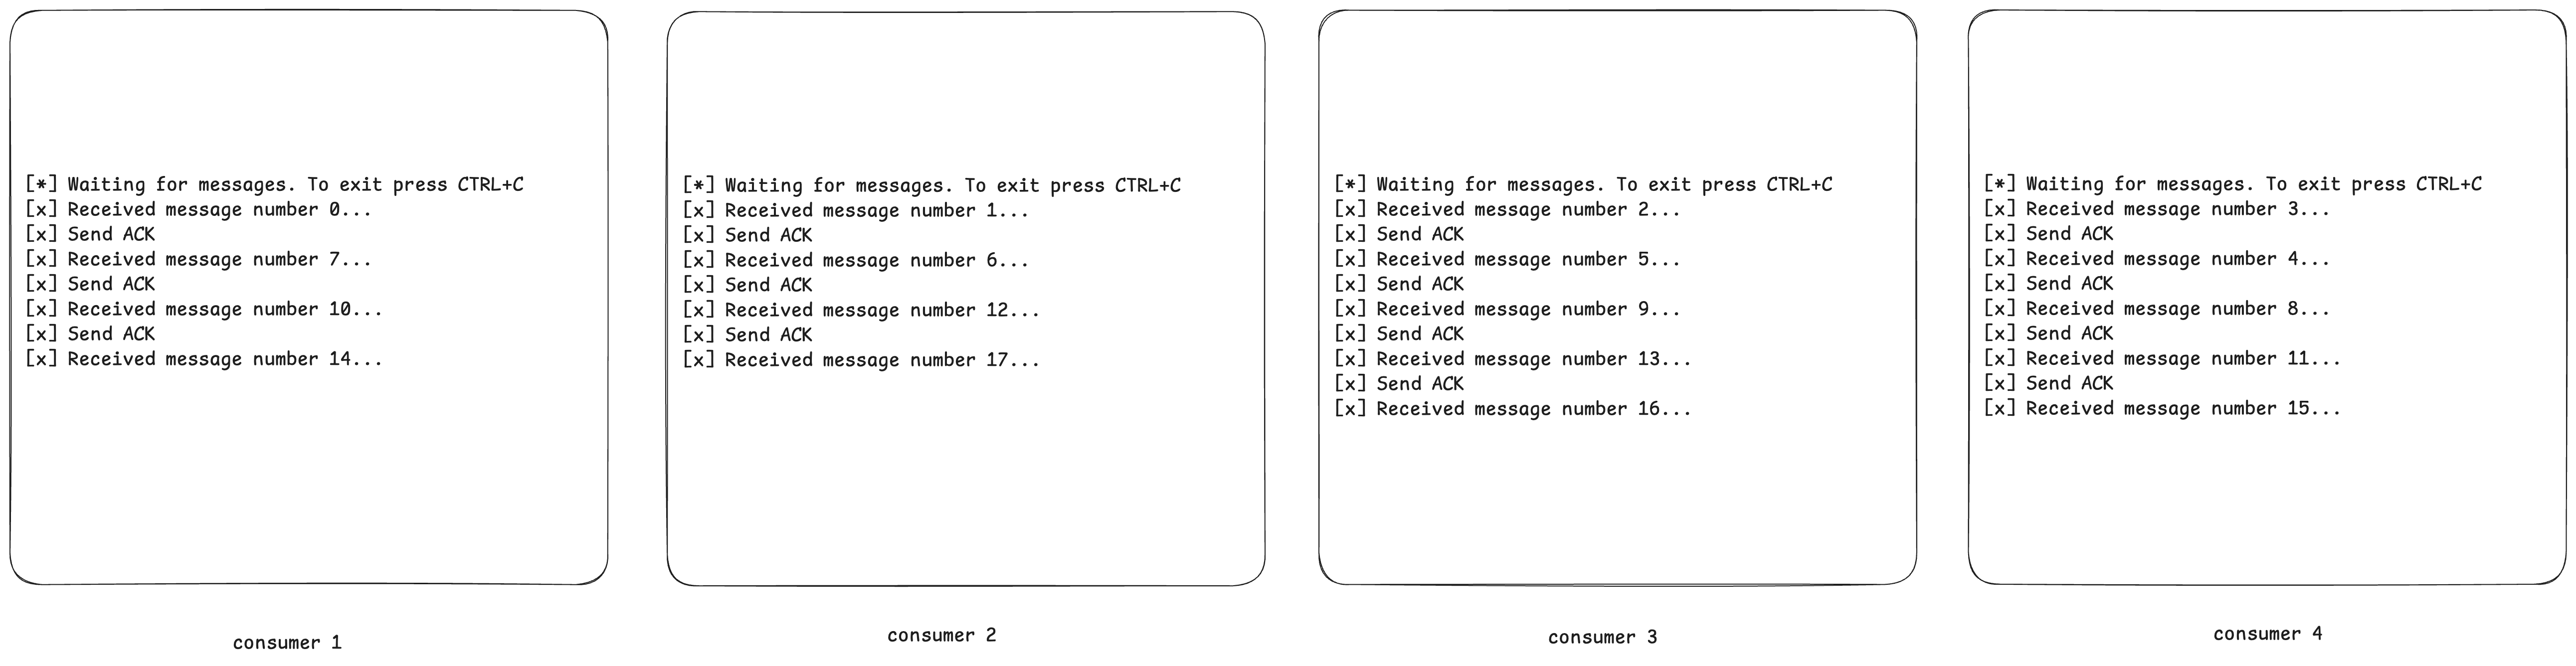 [*] Waiting for messages. To exit press CTRL+C
[x] Received message number 0...
[x] Send ACK
[x] Received message number 7...
[x] Send ACK
[x] Received message number 10...
[x] Send ACK
[x] Received message number 14...
consumer 1
[*] Waiting for messages. To exit press CTRL+C
[x] Received message number 1...
[x] Send ACK
[x] Received message number 6...
[x] Send ACK
[x] Received message number 12...
[x] Send ACK
[x] Received message number 17...
consumer 2
[*] Waiting for messages. To exit press CTRL+C
[x] Received message number 2...
[x] Send ACK
[x] Received message number 5...
[x] Send ACK
[x] Received message number 9...
[x] Send ACK
[x] Received message number 13...
[x] Send ACK
[x] Received message number 16...
consumer 3
[*] Waiting for messages. To exit press CTRL+C
[x] Received message number 3...
[x] Send ACK
[x] Received message number 4...
[x] Send ACK
[x] Received message number 8...
[x] Send ACK
[x] Received message number 11...
[x] Send ACK
[x] Received message number 15...
consumer 4